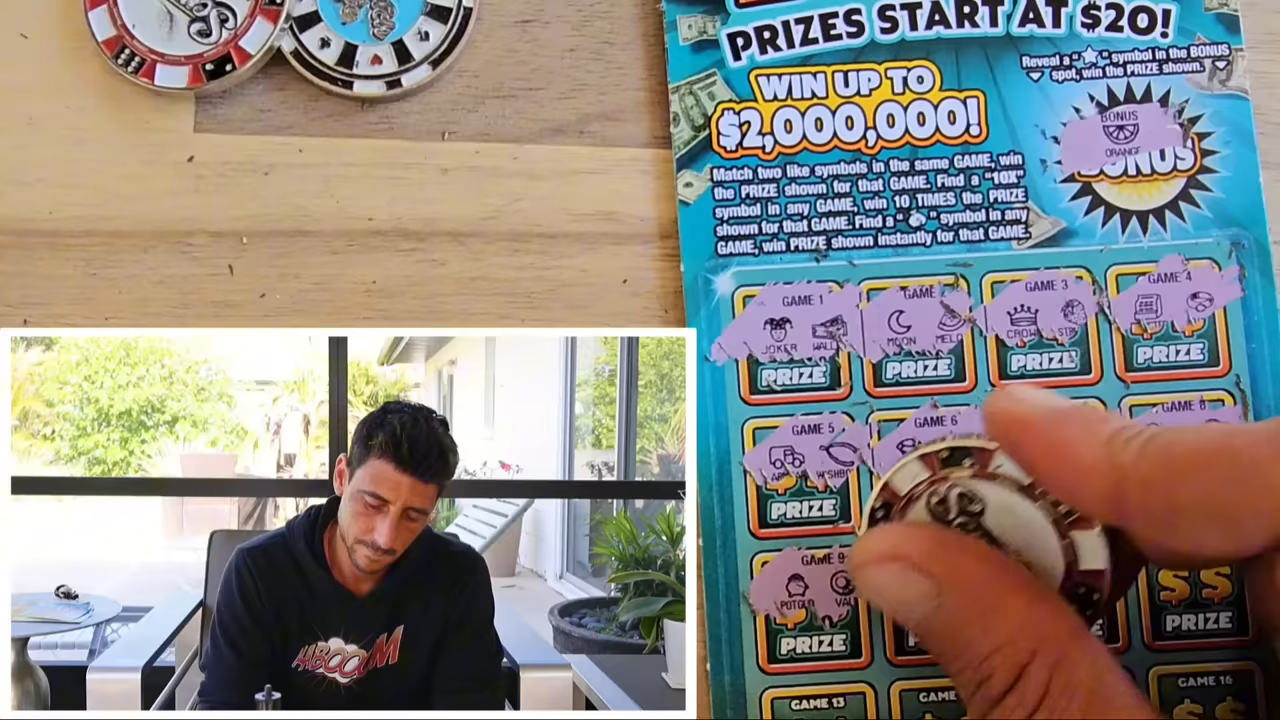 PRIZES START AT $20!
Reveal a " " symbol in the BONUS
spot, win the PRIZE shown.
WIN UP TO
$2,000,000!
BONUS
ORANGE
BONUS
Match two like symbols in the same GAME, win
the PRIZE shown for that GAME. Find a "10X"
symbol in any GAME, win 10 TIMES the PRIZE
shown for that GAME. Find a " " symbol in any
GAME, win PRIZE shown instantly for that GAME.
GAME 1
JOKER
PRIZE
GAME
MOON
PRIZE
GAME 3
CROWN
PRIZE
GAME 4
PRIZE
GAME 5
PRIZE
GAME 6
GAME 8
GAME 9
PRIZE
$$
PRIZE
GAME 13
GAME
GAME 16
KABOOOM